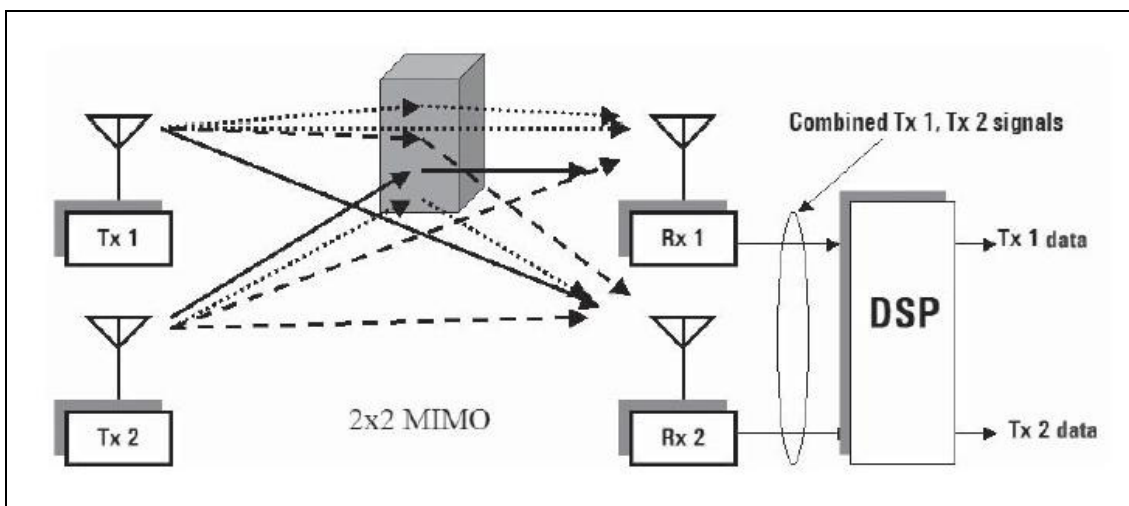 Combined Tx 1, Tx 2 signals
Tx 1
Rx 1
Tx 1 data
DSP
Tx 2
2x2 MIMO
Rx 2
Tx 2 data